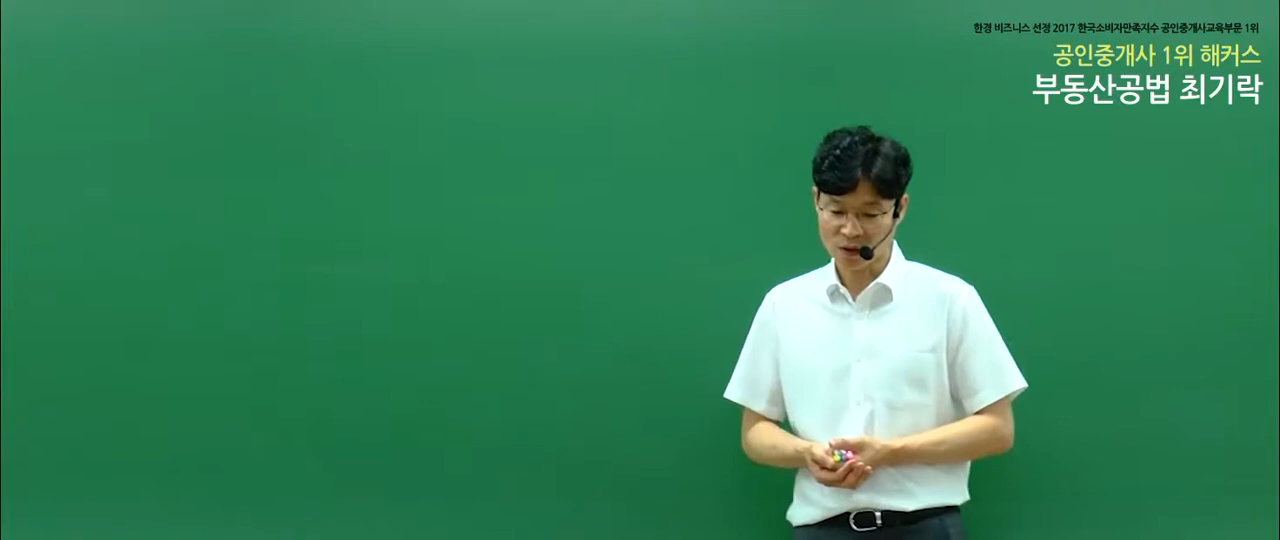 한경 비즈니스 선정 2017 한국소비자만족지수 공인중개사교육부문 1위
공인중개사 1위 해커스
부동산공법 최기락